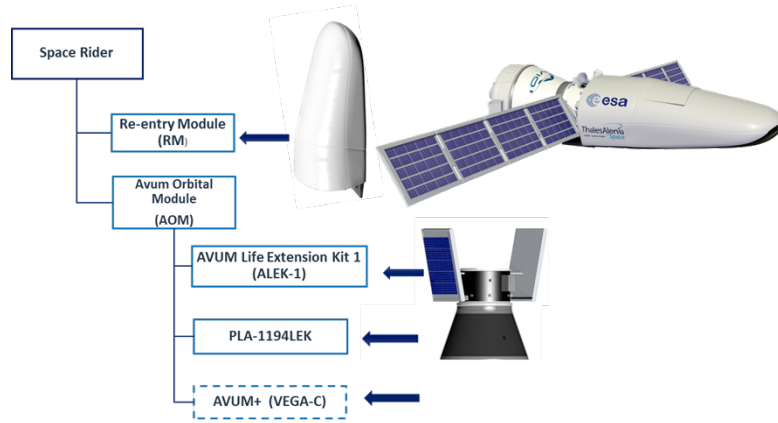 Space Rider
Re-entry Module
(RM)
Avum Orbital
Module
(AOM)
AVUM Life Extension Kit 1
(ALEK-1)
PLA-1194LEK
AVUM+ (VEGA-C)
esa
ThalesAlenia
Space